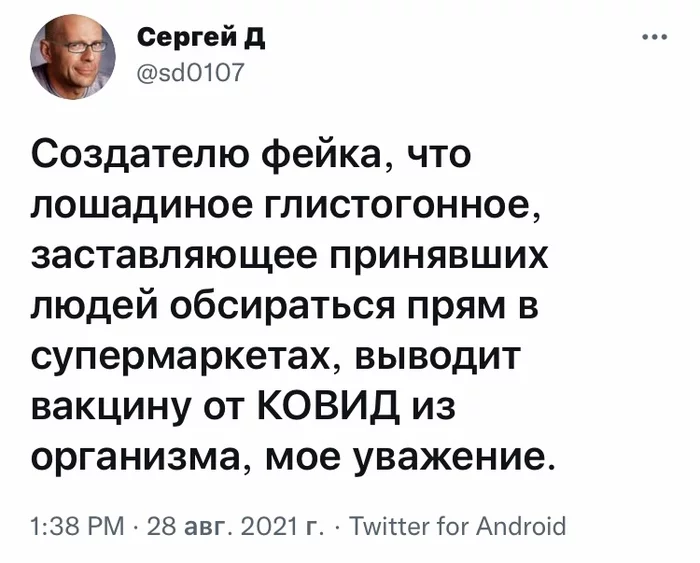 Сергей Д
@sd0107
Создателю фейка, что
лошадиное глистогонное,
заставляющее принявших
людей обсираться прям в
супермаркетах, выводит
вакцину от КОВИД из
организма, мое уважение.
1:38 PM · 28 авг. 2021 г. · Twitter for Android